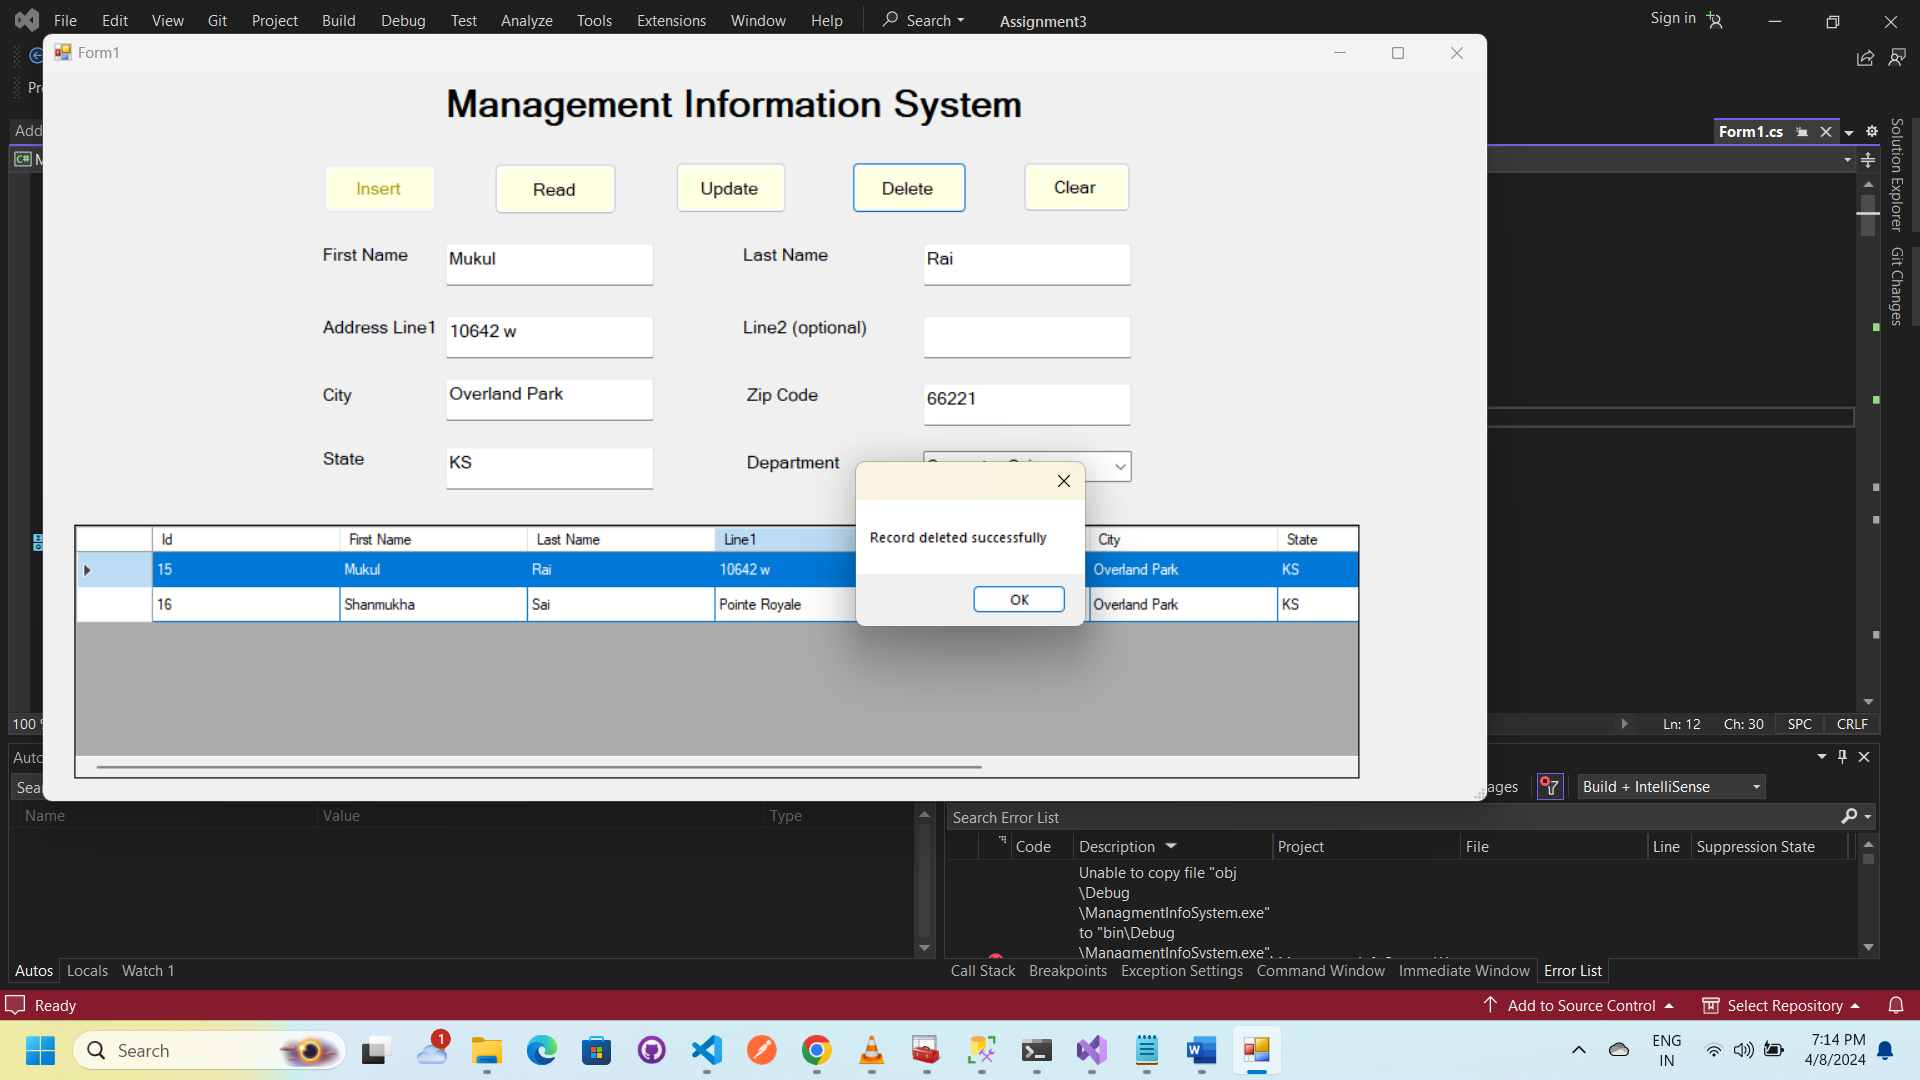 File Edit View Git Project Build Debug Test Analyze Tools Extensions Window Help Search Assignment3 Sign in
Form1
Management Information System
Insert Read Update Delete Clear
First Name Mukul Last Name Rai
Address Line1 10642 w Line2 (optional)
City Overland Park Zip Code 66221
State KS Department
Record deleted successfully
OK
Id First Name Last Name Line1 City State
15 Mukul Rai 10642 w Overland Park KS
16 Shanmukha Sai Pointe Royale Overland Park KS
Add
Form1.cs
C#
Solution Explorer
Git Changes
100
Ln: 12 Ch: 30 SPC CRLF
Build + IntelliSense
Name Value Type
Search Error List
Code Description Project File Line Suppression State
Unable to copy file "obj
\Debug
\ManagmentInfoSystem.exe"
to "bin\Debug
\ManagmentInfoSystem.exe".
Autos Locals Watch 1
Call Stack Breakpoints Exception Settings Command Window Immediate Window Error List
Ready Add to Source Control Select Repository
Search 1
ENG
IN
7:14 PM
4/8/2024